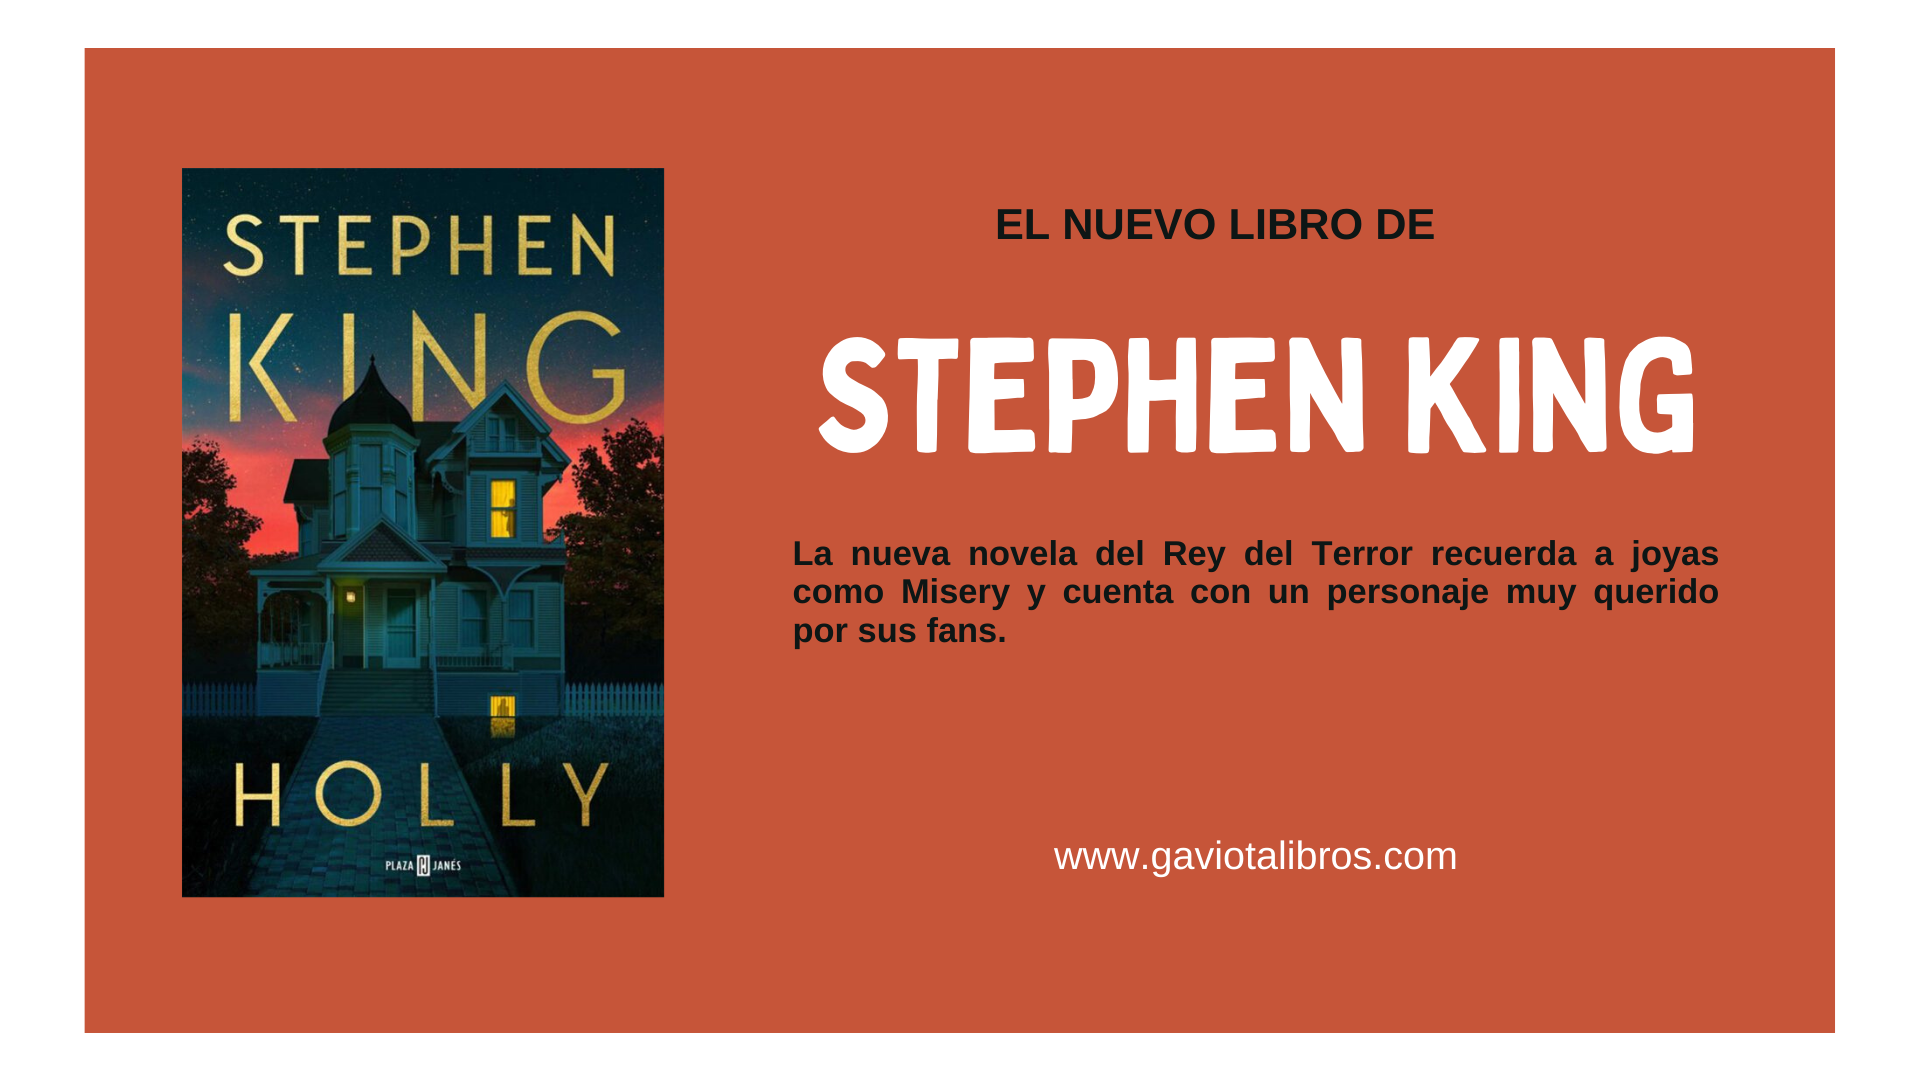 STEPHEN
KING
HOLLY
PLAZA JANÉS
EL NUEVO LIBRO DE
STEPHEN KING
La nueva novela del Rey del Terror recuerda a joyas
como Misery y cuenta con un personaje muy querido
por sus fans.
www.gaviotalibros.com